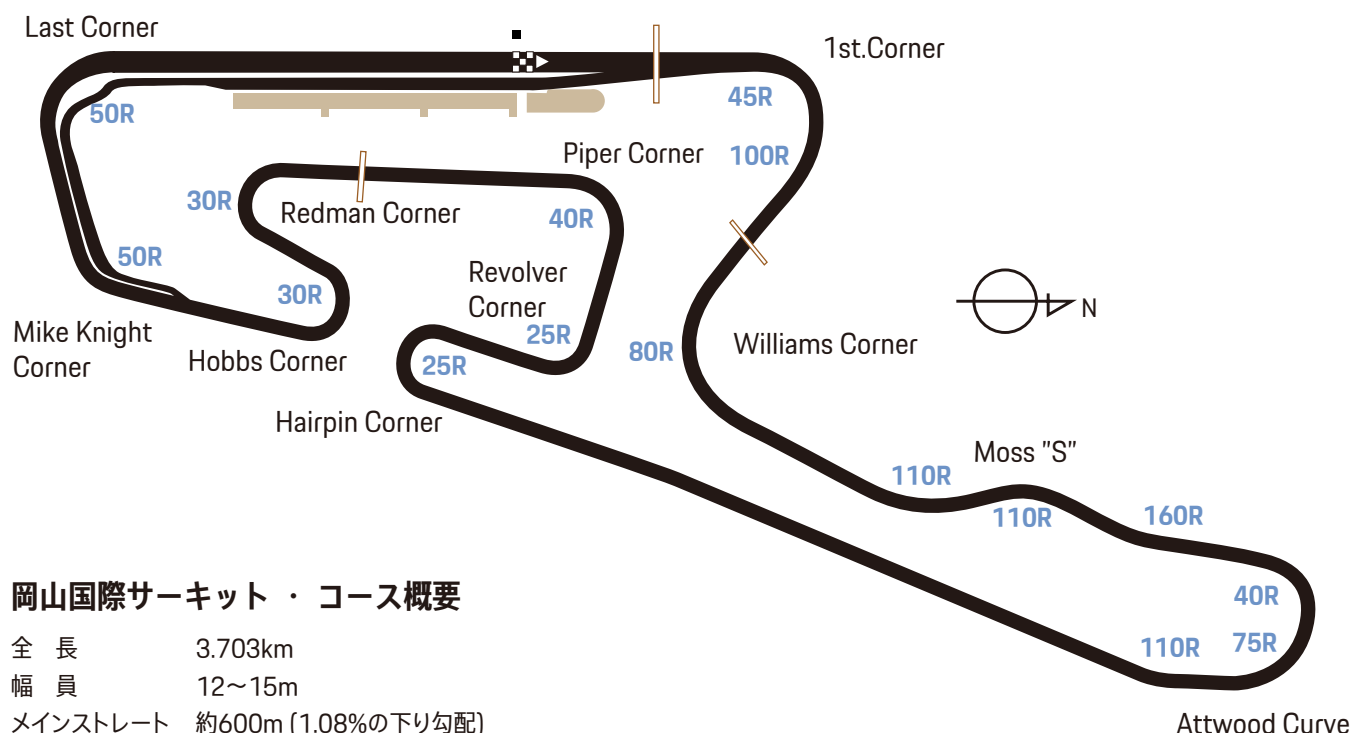 Last Corner
1st.Corner
50R
45R
Piper Corner
100R
30R
Redman Corner
40R
50R
Revolver
Corner
30R
25R
N
Mike Knight
Corner
Hobbs Corner
25R
80R
Williams Corner
Hairpin Corner
Moss "S"
110R
110R
160R
岡山国際サーキット ・ コース概要
40R
全 長 3.703km
110R
75R
幅 員 12〜15m
メインストレート 約600m (1.08%の下り勾配)
Attwood Curve